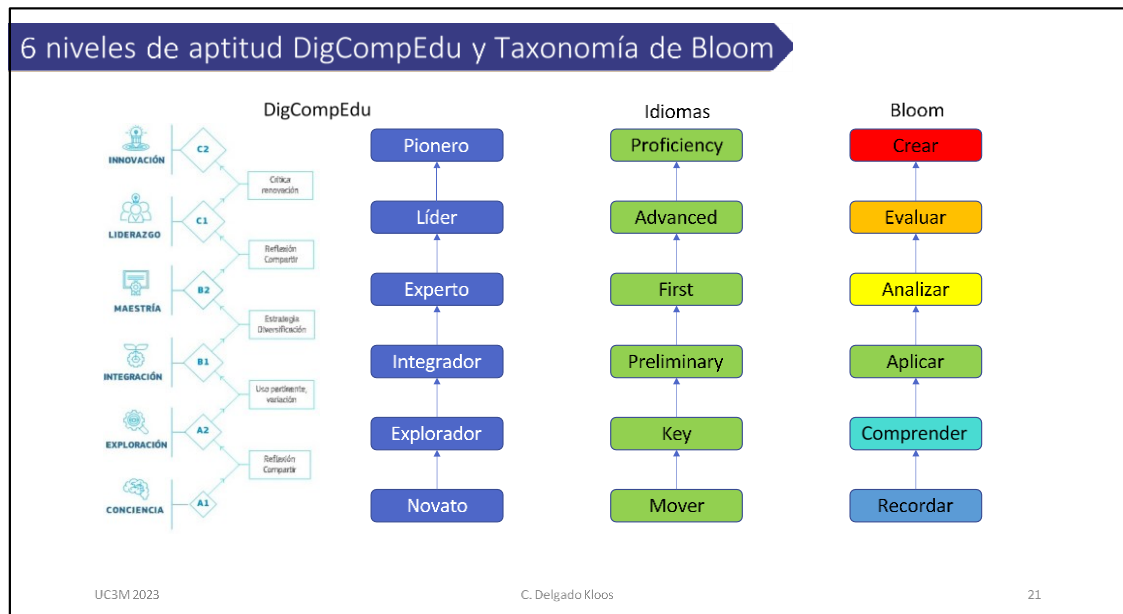 6 niveles de aptitud DigCompEdu y Taxonomía de Bloom
DigCompEdu
Idiomas
Bloom
INNOVACIÓN
C2
Crítica
renovación
LIDERAZGO
C1
Reflexión
Compartir
MAESTRÍA
B2
Estrategia
Diversificación
INTEGRACIÓN
B1
Uso pertinente,
variación
EXPLORACIÓN
A2
Reflexión
Compartir
CONCIENCIA
A1
Pionero
Líder
Experto
Integrador
Explorador
Novato
Proficiency
Advanced
First
Preliminary
Key
Mover
Crear
Evaluar
Analizar
Aplicar
Comprender
Recordar
UC3M 2023
C. Delgado Kloos
21